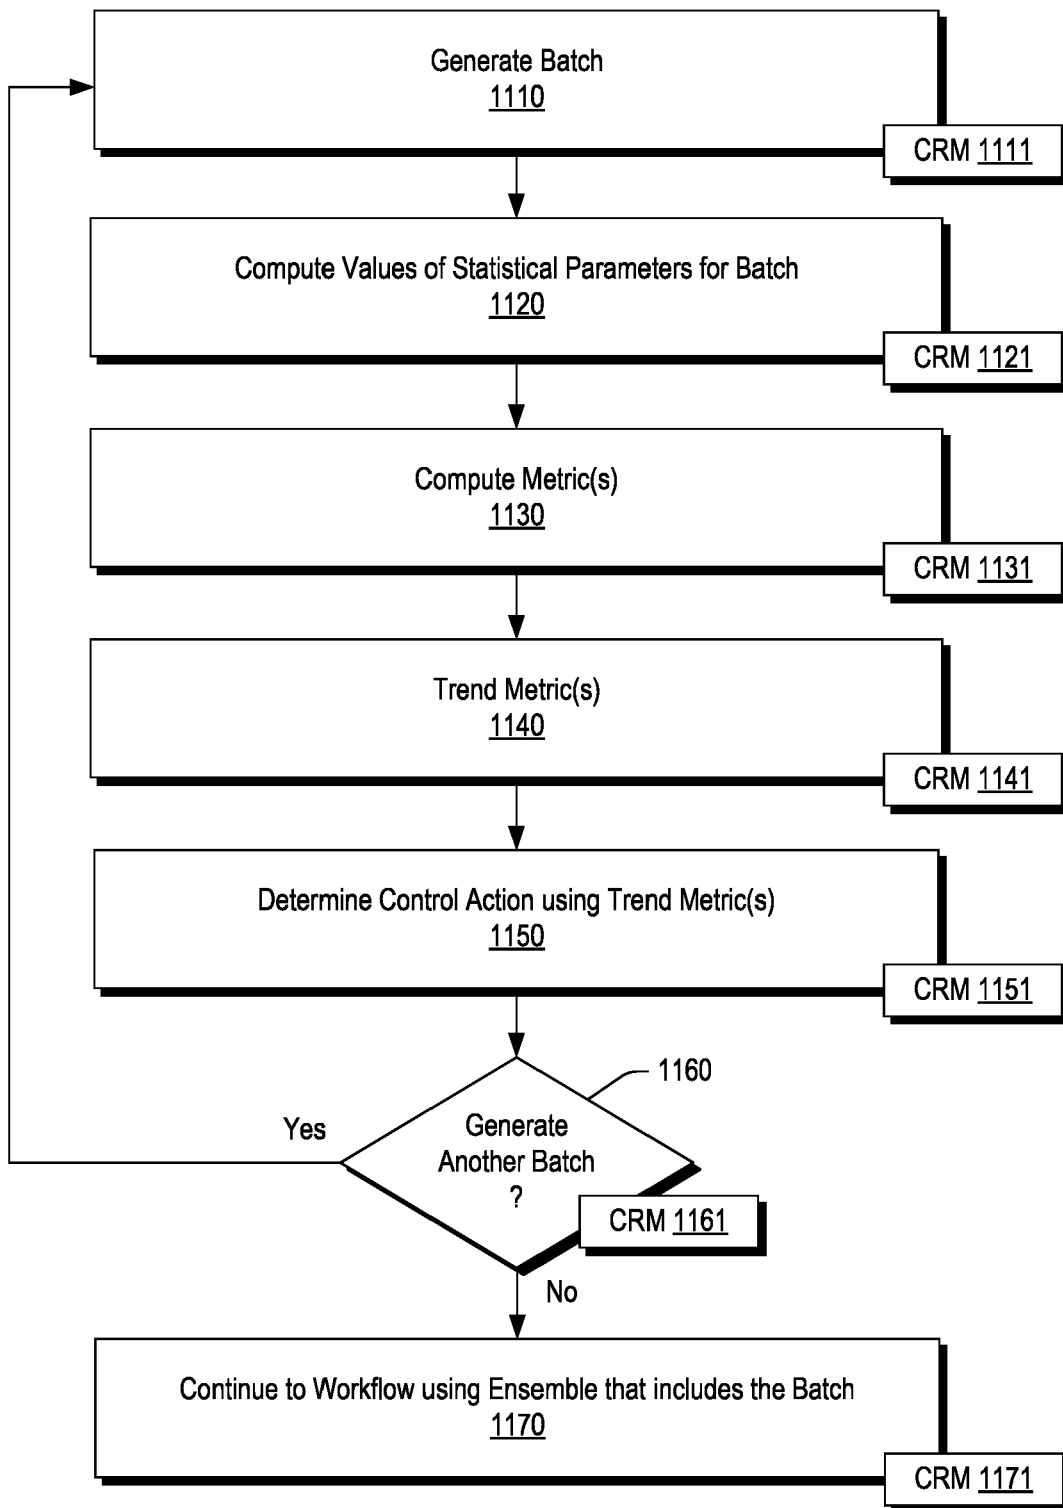 Generate Batch
1110
CRM 1111
Compute Values of Statistical Parameters for Batch
1120
CRM 1121
Compute Metric(s)
1130
CRM 1131
Trend Metric(s)
1140
CRM 1141
Determine Control Action using Trend Metric(s)
1150
CRM 1151
1160
Yes
Generate
Another Batch
?
CRM 1161
No
Continue to Workflow using Ensemble that includes the Batch
1170
CRM 1171